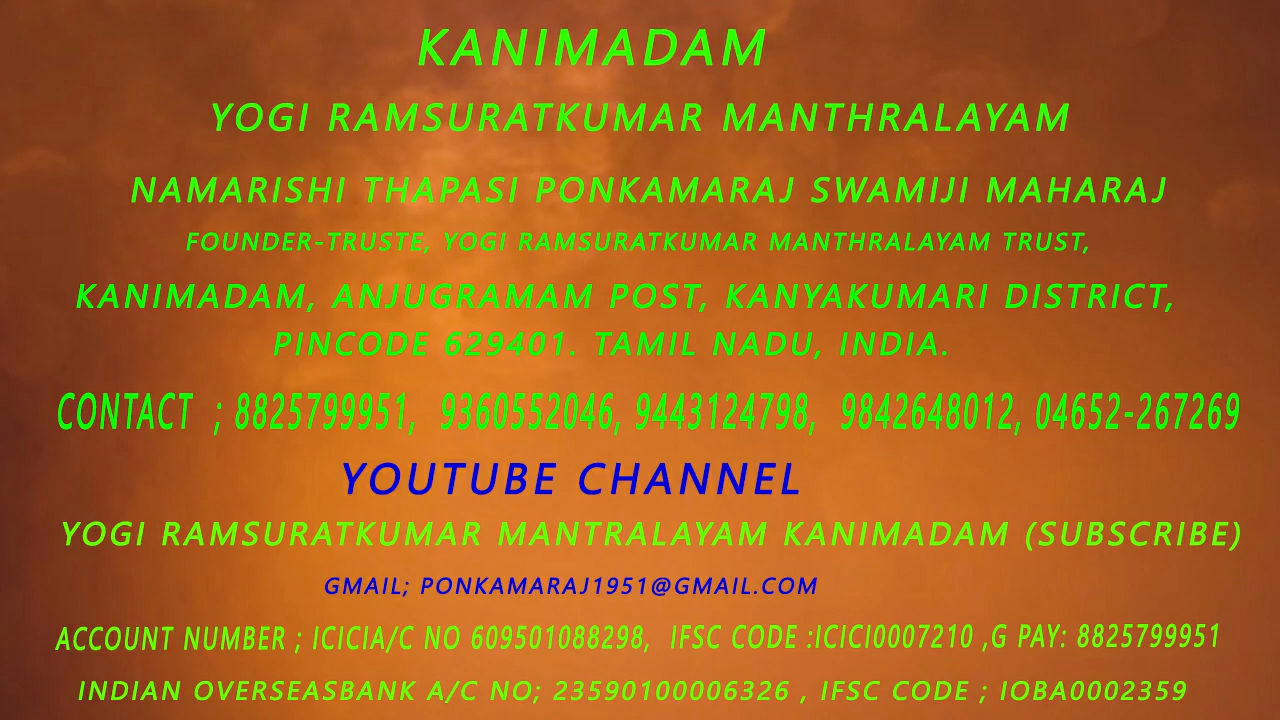 KANIMADAM
YOGI RAMSURATKUMAR MANTHRALAYAM
NAMARISHI THAPASI PONKAMARAJ SWAMIJI MAHARAJ
FOUNDER-TRUSTE, YOGI RAMSURATKUMAR MANTHRALAYAM TRUST,
KANIMADAM, ANJUGRAMAM POST, KANYAKUMARI DISTRICT,
PINCODE 629401. TAMIL NADU, INDIA.
CONTACT ; 8825799951, 9360552046, 9443124798, 9842648012, 04652-267269
YOUTUBE CHANNEL
YOGI RAMSURATKUMAR MANTRALAYAM KANIMADAM (SUBSCRIBE)
GMAIL; PONKAMARAJ1951@GMAIL.COM
ACCOUNT NUMBER ; ICICIA/C NO 609501088298, IFSC CODE :ICICI0007210 ,G PAY: 8825799951
INDIAN OVERSEASBANK A/C NO; 23590100006326 , IFSC CODE ; IOBA0002359